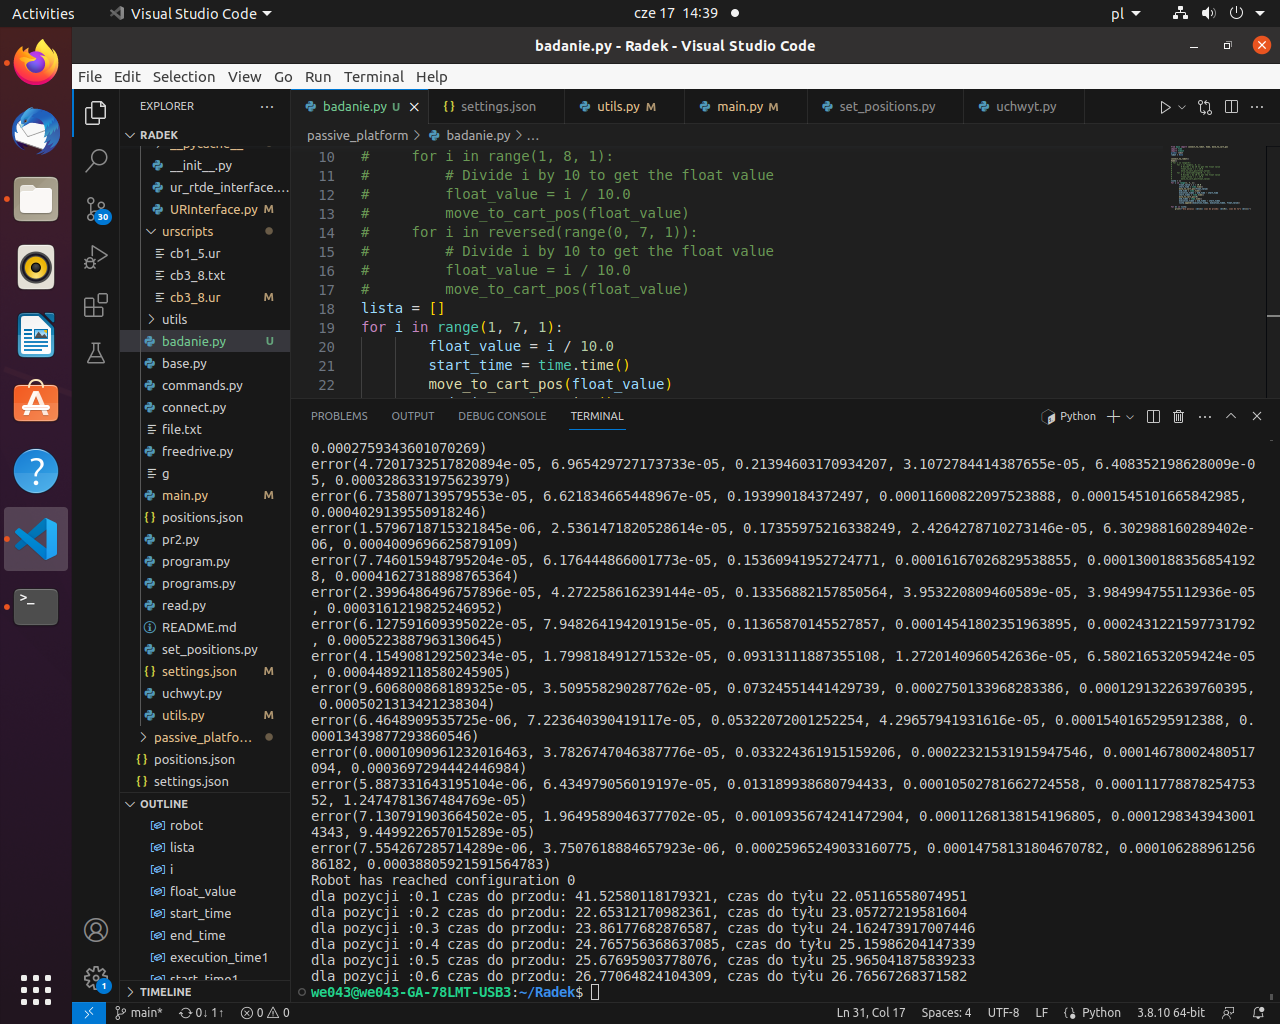 Activities
Visual Studio Code
cze 17 14:39
pl
badanie.py - Radek - Visual Studio Code
File Edit Selection View Go Run Terminal Help
EXPLORER
RADEK
__pycache__
__init__.py
ur_rtde_interface....
URInterface.py M
urscripts
cb1_5.ur
cb3_8.txt
cb3_8.ur M
utils
badanie.py U
base.py
commands.py
connect.py
file.txt
freedrive.py
g
main.py M
positions.json
pr2.py
program.py
programs.py
read.py
README.md
set_positions.py
settings.json M
uchwyt.py
utils.py M
passive_platfo...
positions.json
settings.json
OUTLINE
robot
lista
i
float_value
start_time
end_time
execution_time1
start_time1
TIMELINE
30
1
badanie.py U
settings.json
utils.py M
main.py M
set_positions.py
uchwyt.py
passive_platform > badanie.py > ...
10 # for i in range(1, 8, 1):
11 # # Divide i by 10 to get the float value
12 # float_value = i / 10.0
13 # move_to_cart_pos(float_value)
14 # for i in reversed(range(0, 7, 1)):
15 # # Divide i by 10 to get the float value
16 # float_value = i / 10.0
17 # move_to_cart_pos(float_value)
18 lista = []
19 for i in range(1, 7, 1):
20 float_value = i / 10.0
21 start_time = time.time()
22 move_to_cart_pos(float_value)
PROBLEMS OUTPUT DEBUG CONSOLE TERMINAL
Python
0.0002759343601070269)
error(4.7201732517820894e-05, 6.965429727173733e-05, 0.21394603170934207, 3.1072784414387655e-05, 6.408352198628009e-0
5, 0.0003286331975623979)
error(6.735807139579553e-05, 6.621834665448967e-05, 0.193990184372497, 0.00011600822097523888, 0.0001545101665842985,
0.0004029139550918246)
error(1.5796718715321845e-06, 2.5361471820528614e-05, 0.17355975216338249, 2.4264278710273146e-05, 6.302988160289402e-
06, 0.0004009696625879109)
error(7.746015948795204e-05, 6.176444866001773e-05, 0.15360941952724771, 0.00016167026829538855, 0.0001300188356854192
8, 0.00041627318898765364)
error(2.3996486496757896e-05, 4.272258616239144e-05, 0.13356882157850564, 3.953220809460589e-05, 3.984994755112936e-05
, 0.0003161219825246952)
error(6.127591609395022e-05, 7.948264194201915e-05, 0.11365870145527857, 0.00014541802351963895, 0.0002431221597731792
, 0.0005223887963130645)
error(4.154908129250234e-05, 1.799818491271532e-05, 0.09313111887355108, 1.2720140960542636e-05, 6.580216532059424e-05
, 0.00044892118580245905)
error(9.606800868189325e-05, 3.509558290287762e-05, 0.07324551441429739, 0.0002750133968283386, 0.0001291322639760395,
0.0005021313421238304)
error(6.4648909535725e-06, 7.223640390419117e-05, 0.05322072001252254, 4.29657941931616e-05, 0.0001540165295912388, 0.
00013439877293860546)
error(0.0001090961232016463, 3.7826747046387776e-05, 0.033224361915159206, 0.00022321531915947546, 0.00014678002480517
094, 0.0003697294442446984)
error(5.887331643195104e-06, 6.4349790560191​97e-05, 0.013189938680794433, 0.00010502781662724558, 0.000111778878254753
52, 1.2474781367484769e-05)
error(7.130791903664502e-05, 1.9649589046377702e-05, 0.0010935674241472904, 0.00011268138154196805, 0.0001298343943001
4343, 9.449922657015289e-05)
error(7.554267285714289e-06, 3.7507618884657923e-06, 0.00025965249033160775, 0.00014758131804670782, 0.000106288961256
86182, 0.00038805921591564783)
Robot has reached configuration 0
dla pozycji :0.1 czas do przodu: 41.52580118179321, czas do tyłu 22.05116558074951
dla pozycji :0.2 czas do przodu: 22.65312170982361, czas do tyłu 23.05727219581604
dla pozycji :0.3 czas do przodu: 23.86177682876587, czas do tyłu 24.162473917007446
dla pozycji :0.4 czas do przodu: 24.765756368637085, czas do tyłu 25.15986204147339
dla pozycji :0.5 czas do przodu: 25.67695903778076, czas do tyłu 25.965041875839233
dla pozycji :0.6 czas do przodu: 26.77064824104309, czas do tyłu 26.76567268371582
we043@we043-GA-78LMT-USB3:~/Radek$
main* 0↓ 1↑ 0 0
Ln 31, Col 17 Spaces: 4 UTF-8 LF Python 3.8.10 64-bit